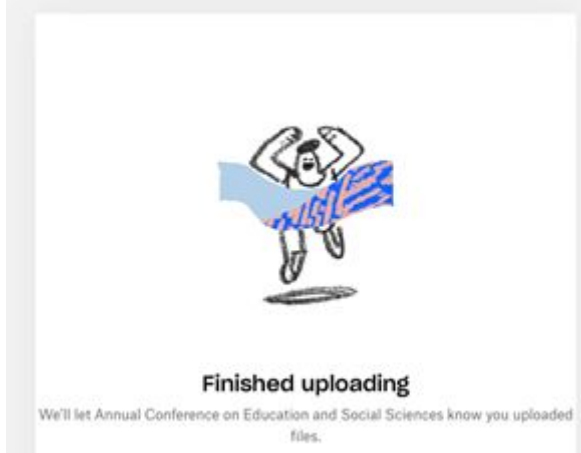 Finished uploading
We'll let Annual Conference on Education and Social Sciences know you uploaded
files.